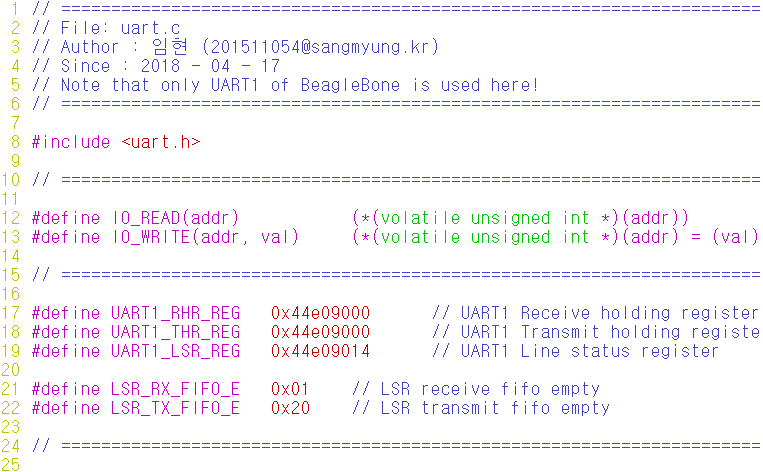 1 // ======================================================================
2 // File: uart.c
3 // Author : 임현 (201511054@sangmyung.kr)
4 // Since : 2018 - 04 - 17
5 // Note that only UART1 of BeagleBone is used here!
6 // ======================================================================
7
8 #include <uart.h>
9
10 // ======================================================================
11
12 #define IO_READ(addr) (*(volatile unsigned int *)(addr))
13 #define IO_WRITE(addr, val) (*(volatile unsigned int *)(addr) = (val)
14
15 // ======================================================================
16
17 #define UART1_RHR_REG 0x44e09000 // UART1 Receive holding register
18 #define UART1_THR_REG 0x44e09000 // UART1 Transmit holding registe
19 #define UART1_LSR_REG 0x44e09014 // UART1 Line status register
20
21 #define LSR_RX_FIFO_E 0x01 // LSR receive fifo empty
22 #define LSR_TX_FIFO_E 0x20 // LSR transmit fifo empty
23
24 // ======================================================================
25